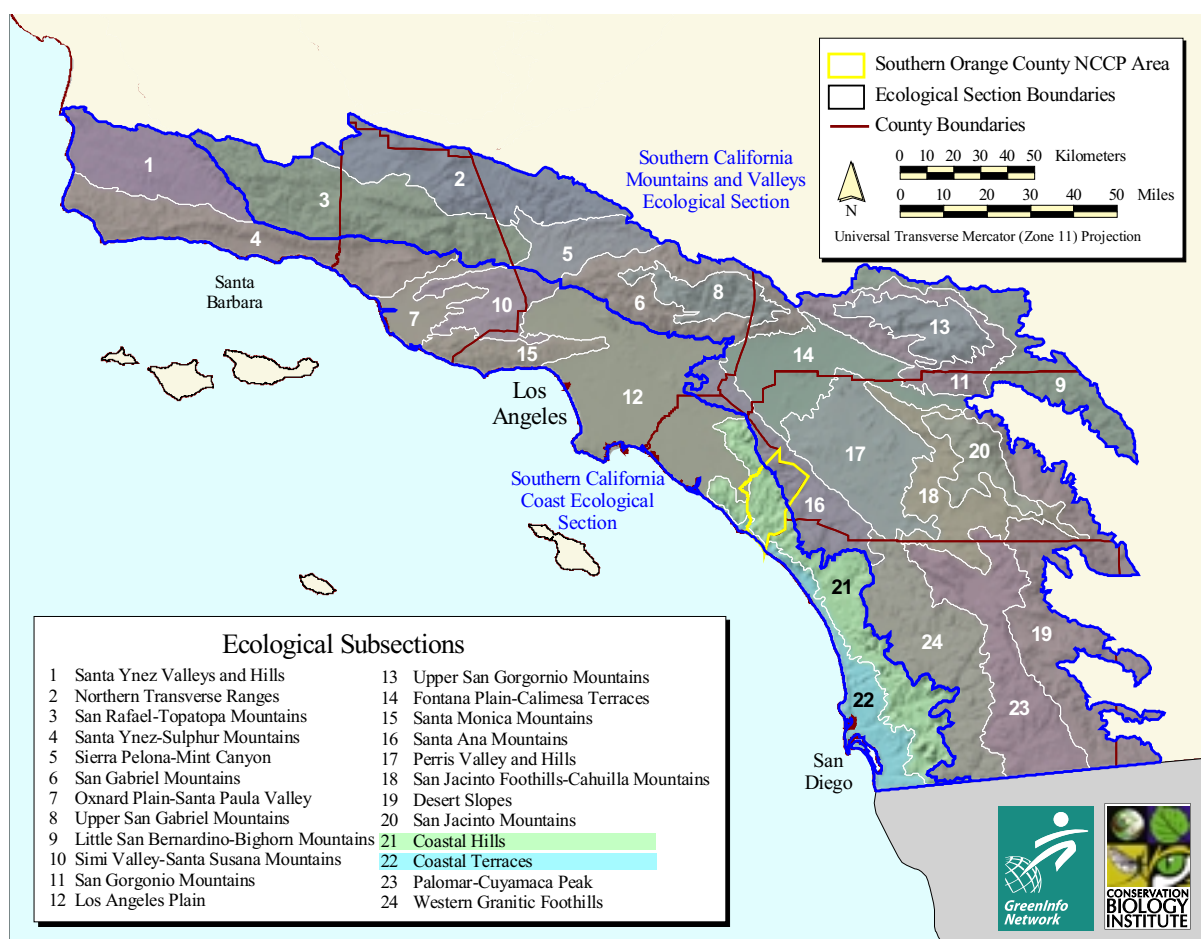 Southern Orange County NCCP Area
Ecological Section Boundaries
County Boundaries
0 10 20 30 40 50 Kilometers
0 10 20 30 40 50 Miles
N
Universal Transverse Mercator (Zone 11) Projection
Southern California
Mountains and Valleys
Ecological Section
1
2
3
4
5
6
7
8
9
10
11
12
13
14
15
16
17
18
19
20
21
22
23
24
Santa
Barbara
Los
Angeles
Southern California
Coast Ecological
Section
San
Diego
Ecological Subsections
1 Santa Ynez Valleys and Hills
2 Northern Transverse Ranges
3 San Rafael-Topatopa Mountains
4 Santa Ynez-Sulphur Mountains
5 Sierra Pelona-Mint Canyon
6 San Gabriel Mountains
7 Oxnard Plain-Santa Paula Valley
8 Upper San Gabriel Mountains
9 Little San Bernardino-Bighorn Mountains
10 Simi Valley-Santa Susana Mountains
11 San Gorgonio Mountains
12 Los Angeles Plain
13 Upper San Gorgornio Mountains
14 Fontana Plain-Calimesa Terraces
15 Santa Monica Mountains
16 Santa Ana Mountains
17 Perris Valley and Hills
18 San Jacinto Foothills-Cahuilla Mountains
19 Desert Slopes
20 San Jacinto Mountains
21 Coastal Hills
22 Coastal Terraces
23 Palomar-Cuyamaca Peak
24 Western Granitic Foothills
GreenInfo
Network
CONSERVATION
BIOLOGY
INSTITUTE